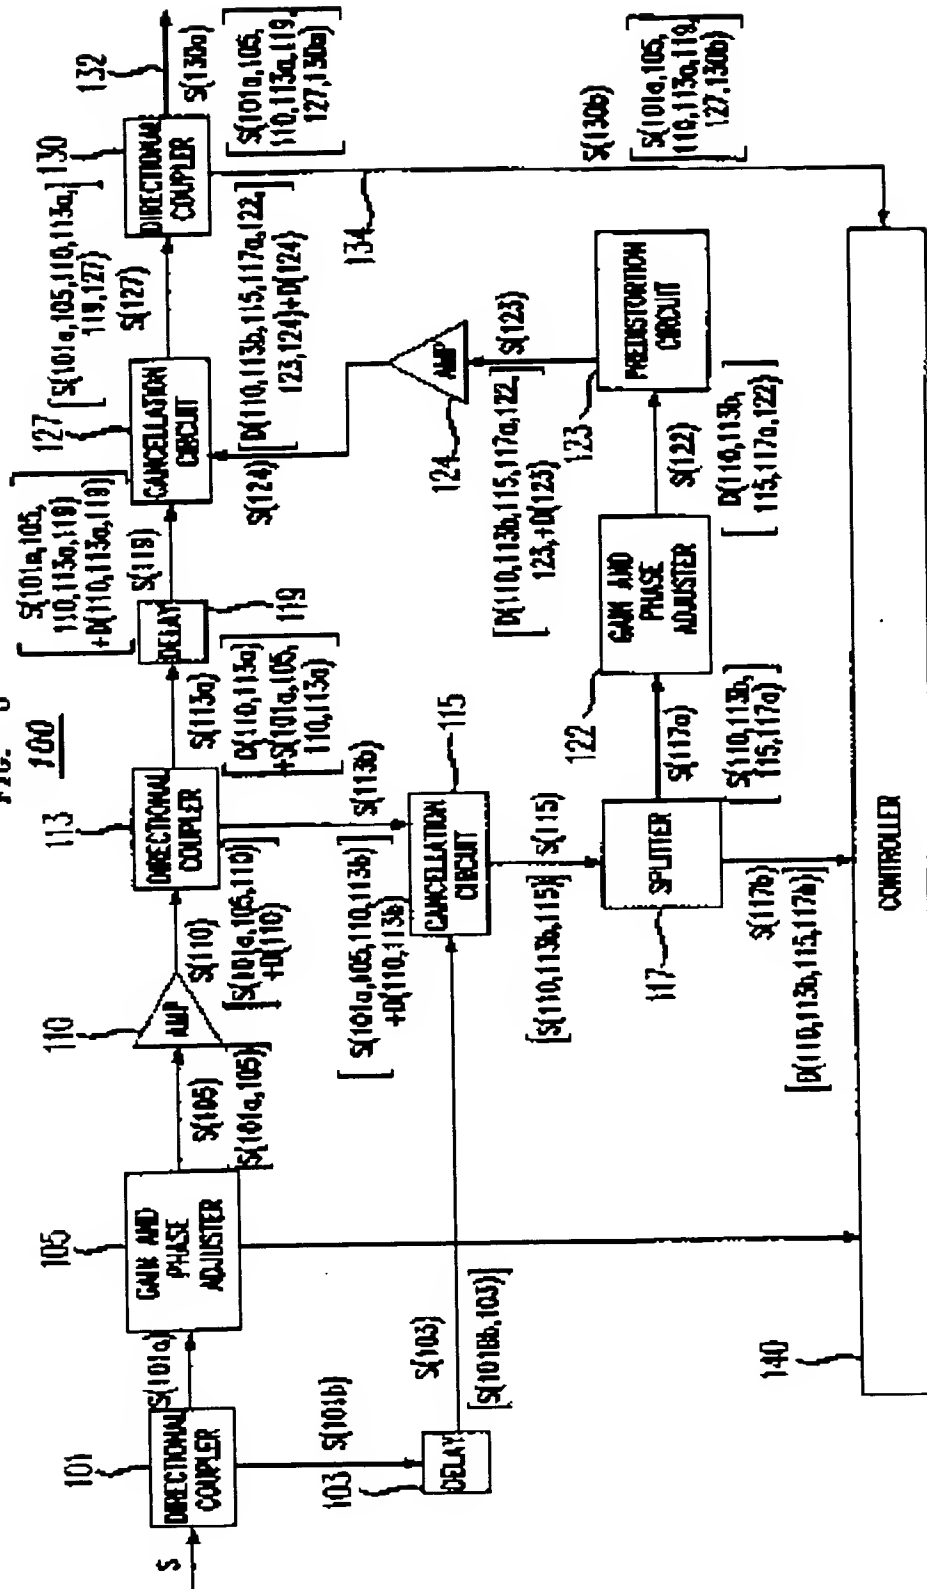 FIG.
100
S
101
DIRECTIONAL
COUPLER
S(101a)
S(101b)
103
DELAY
S(103)
[S(101Bb,103)]
105
GAIN AND
PHASE
ADJUSTER
S(105)
[S(101a,105)]
110
AMP
S(110)
[S(101a,105,110)
+D(110)]
113
DIRECTIONAL
COUPLER
S(113a)
[D(110,113a)
+S(101a,105,
110,113a)]
S(113b)
[S(101a,105,110,113b)
+D(110,113b)]
115
CANCELLATION
CIRCUIT
S(115)
[S(110,113b,115)]
117
SPLITTER
S(117a)
[S(110,113b,
115,117a)]
S(117b)
[D(110,113b,115,117b)]
DELAY
119
S(119)
[S(101a,105,
110,113a,119)
+D(110,113a,119)]
122
GAIN AND
PHASE
ADJUSTER
S(122)
[D(110,113b,
115,117a,122)]
123
PREDISTORTION
CIRCUIT
S(123)
[D(110,113b,115,117a,122,
123,+D(123)]
124
AMP
S(124)
[D(110,113b,115,117a,122,
123,124)+D(124)]
127
CANCELLATION
CIRCUIT
S(127)
[S(101a,105,110,113a,
119,127)]
130
DIRECTIONAL
COUPLER
132
S(130a)
[S(101a,105,
110,113a,119,
127,130a)]
134
S(130b)
[S(101a,105,
110,113a,119,
127,130b)]
140
CONTROLLER